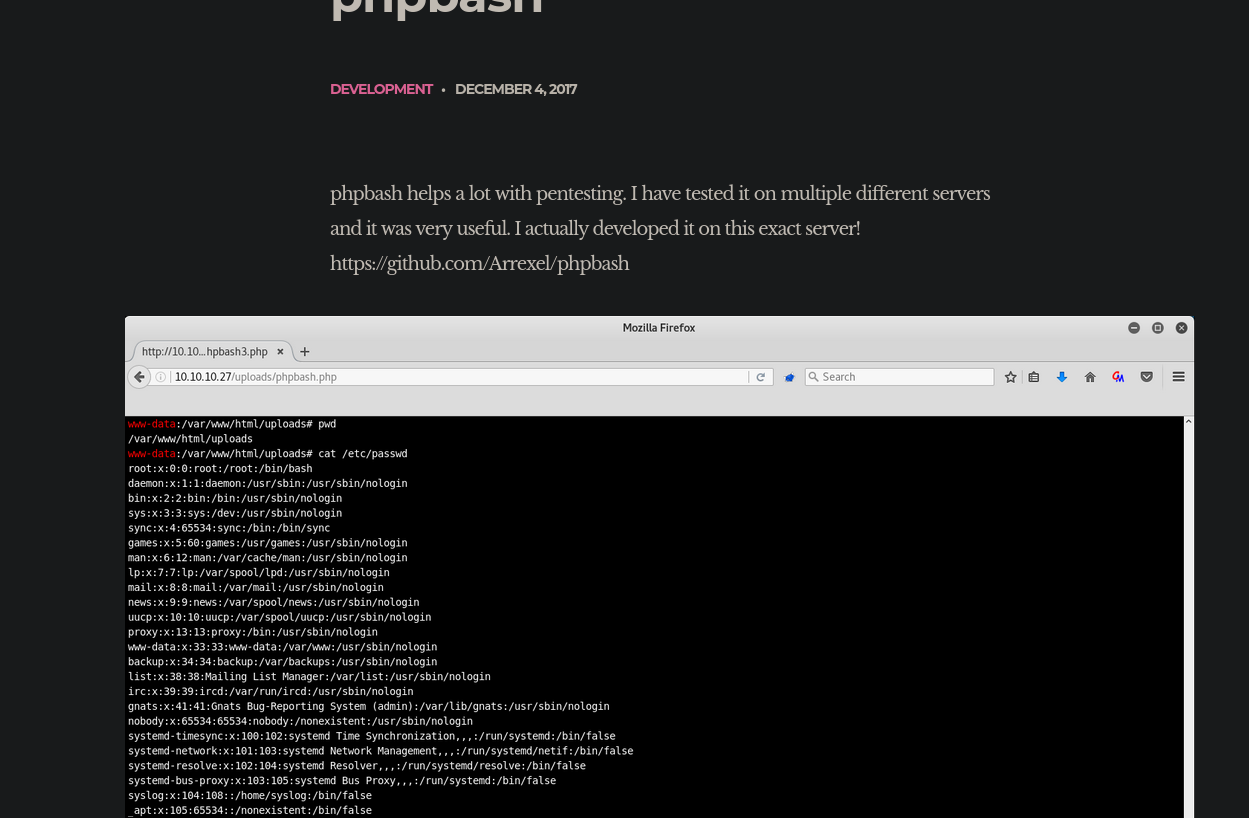 phpbash
DEVELOPMENT • DECEMBER 4, 2017
phpbash helps a lot with pentesting. I have tested it on multiple different servers
and it was very useful. I actually developed it on this exact server!
https://github.com/Arrexel/phpbash
Mozilla Firefox
http://10.10...hpbash3.php
10.10.10.27/uploads/phpbash.php
Search
www-data:/var/www/html/uploads# pwd
/var/www/html/uploads
www-data:/var/www/html/uploads# cat /etc/passwd
root:x:0:0:root:/root:/bin/bash
daemon:x:1:1:daemon:/usr/sbin:/usr/sbin/nologin
bin:x:2:2:bin:/bin:/usr/sbin/nologin
sys:x:3:3:sys:/dev:/usr/sbin/nologin
sync:x:4:65534:sync:/bin:/bin/sync
games:x:5:60:games:/usr/games:/usr/sbin/nologin
man:x:6:12:man:/var/cache/man:/usr/sbin/nologin
lp:x:7:7:lp:/var/spool/lpd:/usr/sbin/nologin
mail:x:8:8:mail:/var/mail:/usr/sbin/nologin
news:x:9:9:news:/var/spool/news:/usr/sbin/nologin
uucp:x:10:10:uucp:/var/spool/uucp:/usr/sbin/nologin
proxy:x:13:13:proxy:/bin:/usr/sbin/nologin
www-data:x:33:33:www-data:/var/www:/usr/sbin/nologin
backup:x:34:34:backup:/var/backups:/usr/sbin/nologin
list:x:38:38:Mailing List Manager:/var/list:/usr/sbin/nologin
irc:x:39:39:ircd:/var/run/ircd:/usr/sbin/nologin
gnats:x:41:41:Gnats Bug-Reporting System (admin):/var/lib/gnats:/usr/sbin/nologin
nobody:x:65534:65534:nobody:/nonexistent:/usr/sbin/nologin
systemd-timesync:x:100:102:systemd Time Synchronization,,,:/run/systemd:/bin/false
systemd-network:x:101:103:systemd Network Management,,,:/run/systemd/netif:/bin/false
systemd-resolve:x:102:104:systemd Resolver,,,:/run/systemd/resolve:/bin/false
systemd-bus-proxy:x:103:105:systemd Bus Proxy,,,:/run/systemd:/bin/false
syslog:x:104:108::/home/syslog:/bin/false
_apt:x:105:65534::/nonexistent:/bin/false